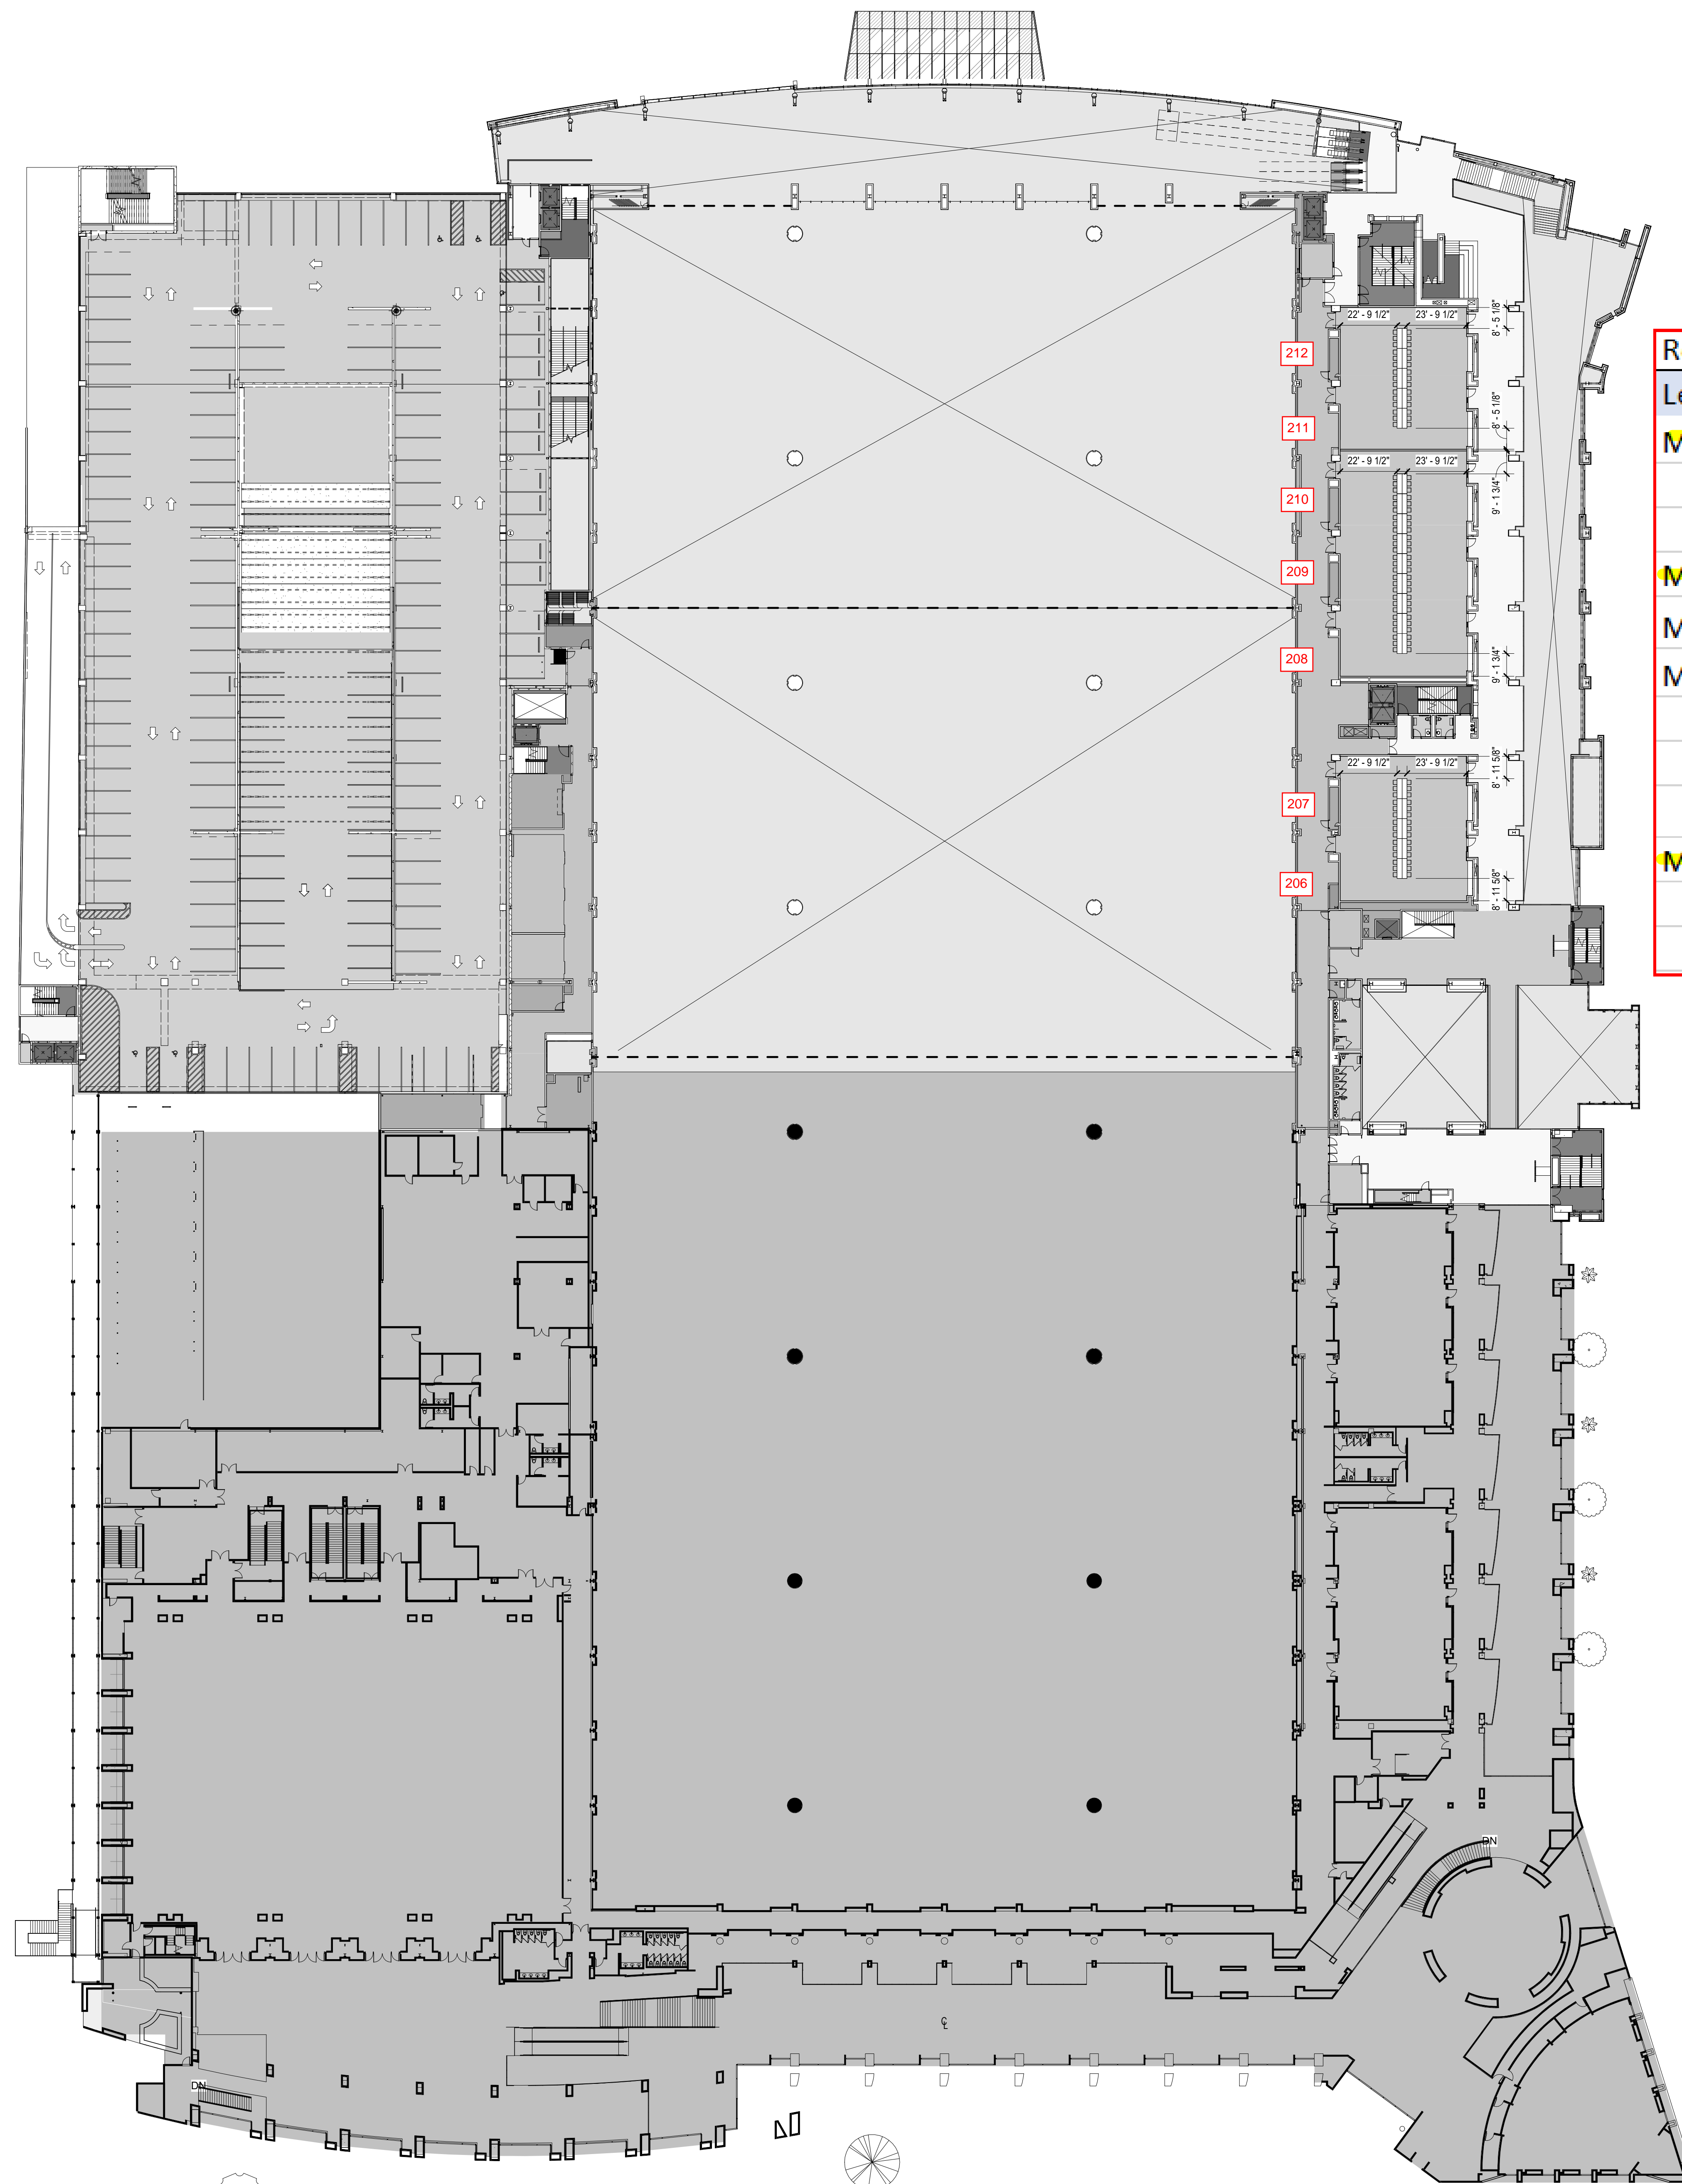 22' - 9 1/2"
23' - 9 1/2"
8' - 5 1/8"
212
R
Le
8' - 5 1/8"
211
M
22' - 9 1/2"
23' - 9 1/2"
210
9' - 1 3/4"
209
M
M
208
9' - 1 3/4"
M
22' - 9 1/2"
23' - 9 1/2"
8' - 11 5/8"
207
M
206
8' - 11 5/8"
DN
DN